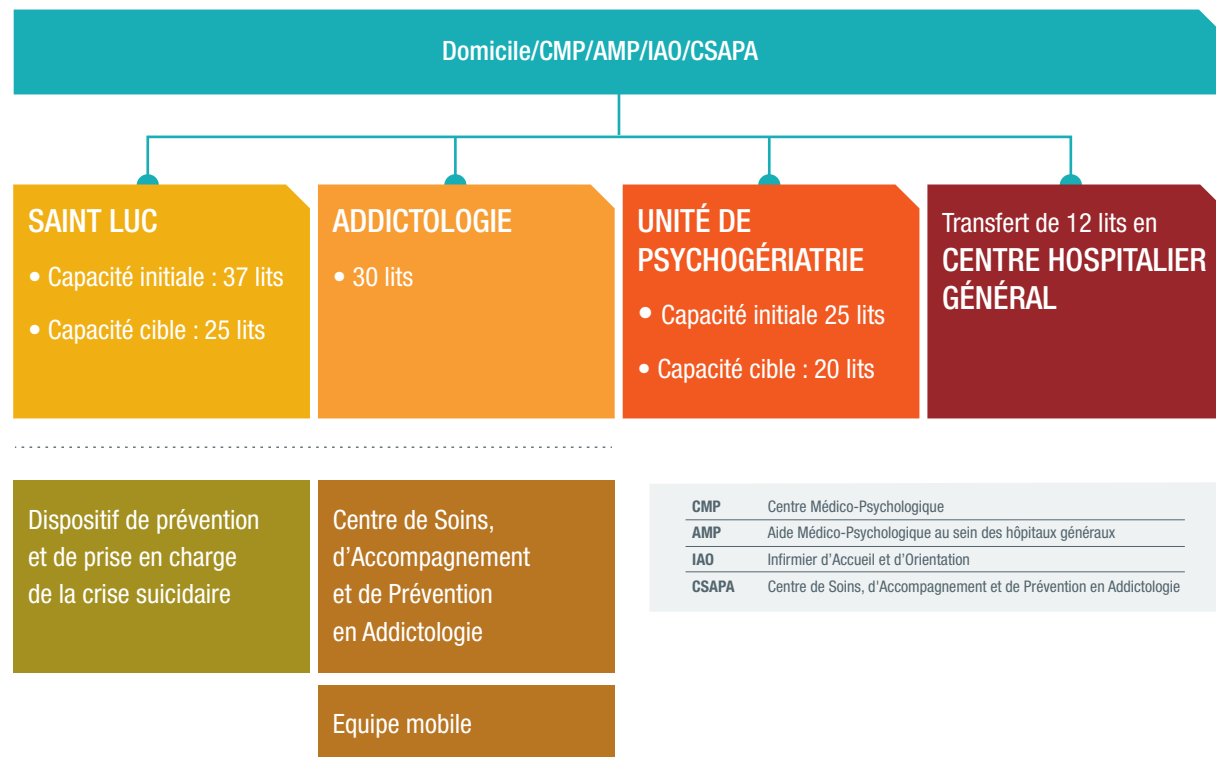 Domicile/CMP/AMP/IAO/CSAPA
SAINT LUC
• Capacité initiale : 37 lits
• Capacité cible : 25 lits
ADDICTOLOGIE
• 30 lits
UNITÉ DE
PSYCHOGÉRIATRIE
• Capacité initiale 25 lits
• Capacité cible : 20 lits
Transfert de 12 lits en
CENTRE HOSPITALIER
GÉNÉRAL
Dispositif de prévention
et de prise en charge
de la crise suicidaire
Centre de Soins,
d'Accompagnement
et de Prévention
en Addictologie
Equipe mobile
CMP Centre Médico-Psychologique
AMP Aide Médico-Psychologique au sein des hôpitaux généraux
IAO Infirmier d'Accueil et d'Orientation
CSAPA Centre de Soins, d'Accompagnement et de Prévention en Addictologie